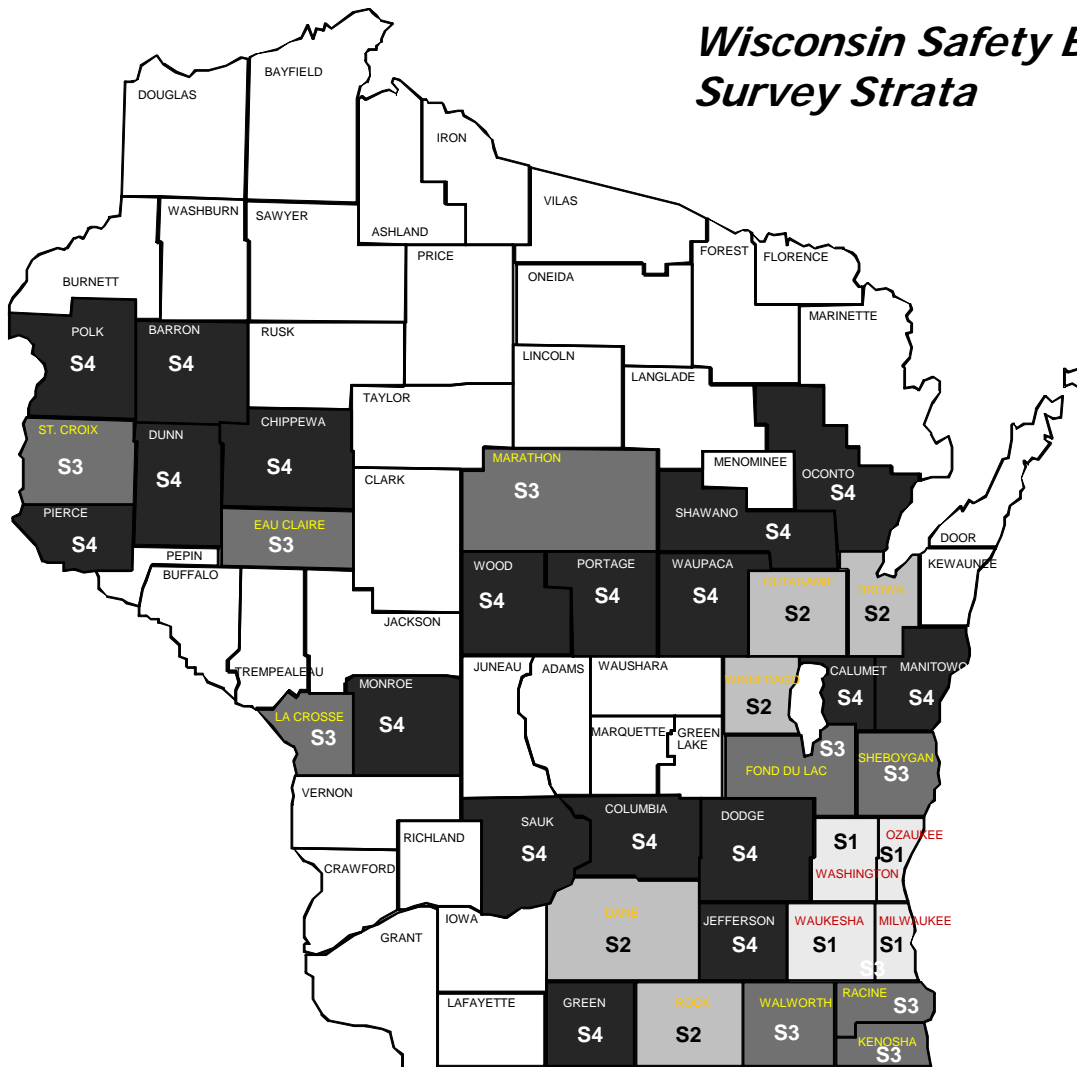 Wisconsin Safety B
Survey Strata
BAYFIELD
DOUGLAS
IRON
VILAS
WASHBURN
SAWYER
ASHLAND
PRICE
FOREST
FLORENCE
ONEIDA
BURNETT
MARINETTE
POLK
S4
BARRON
S4
RUSK
LINCOLN
LANGLADE
TAYLOR
CHIPPEWA
S4
ST. CROIX
S3
DUNN
S4
MARATHON
S3
MENOMINEE
OCONTO
S4
CLARK
PIERCE
S4
EAU CLAIRE
S3
SHAWANO
S4
DOOR
PEPIN
BUFFALO
WOOD
S4
PORTAGE
S4
WAUPACA
S4
OUTAGAMIE
S2
BROWN
S2
KEWAUNEE
JACKSON
TREMPEALEAU
MONROE
S4
JUNEAU
ADAMS
WAUSHARA
WINNEBAGO
S2
CALUMET
S4
MANITOWOC
S4
LA CROSSE
S3
MARQUETTE
GREEN
LAKE
S3
FOND DU LAC
SHEBOYGAN
S3
VERNON
RICHLAND
SAUK
S4
COLUMBIA
S4
DODGE
S4
S1
WASHINGTON
OZAUKEE
S1
CRAWFORD
GRANT
IOWA
DANE
S2
JEFFERSON
S4
WAUKESHA
S1
MILWAUKEE
S1
S3
LAFAYETTE
GREEN
S4
ROCK
S2
WALWORTH
S3
RACINE
S3
KENOSHA
S3